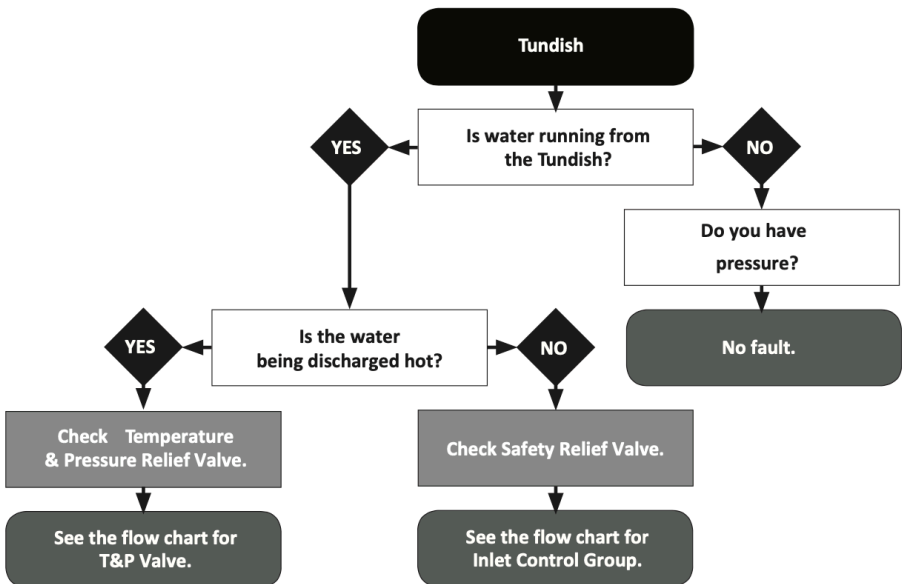 Tundish
Is water running from
the Tundish?
YES
NO
Do you have
pressure?
No fault.
Is the water
being discharged hot?
YES
NO
Check Temperature
& Pressure Relief Valve.
Check Safety Relief Valve.
See the flow chart for
T&P Valve.
See the flow chart for
Inlet Control Group.